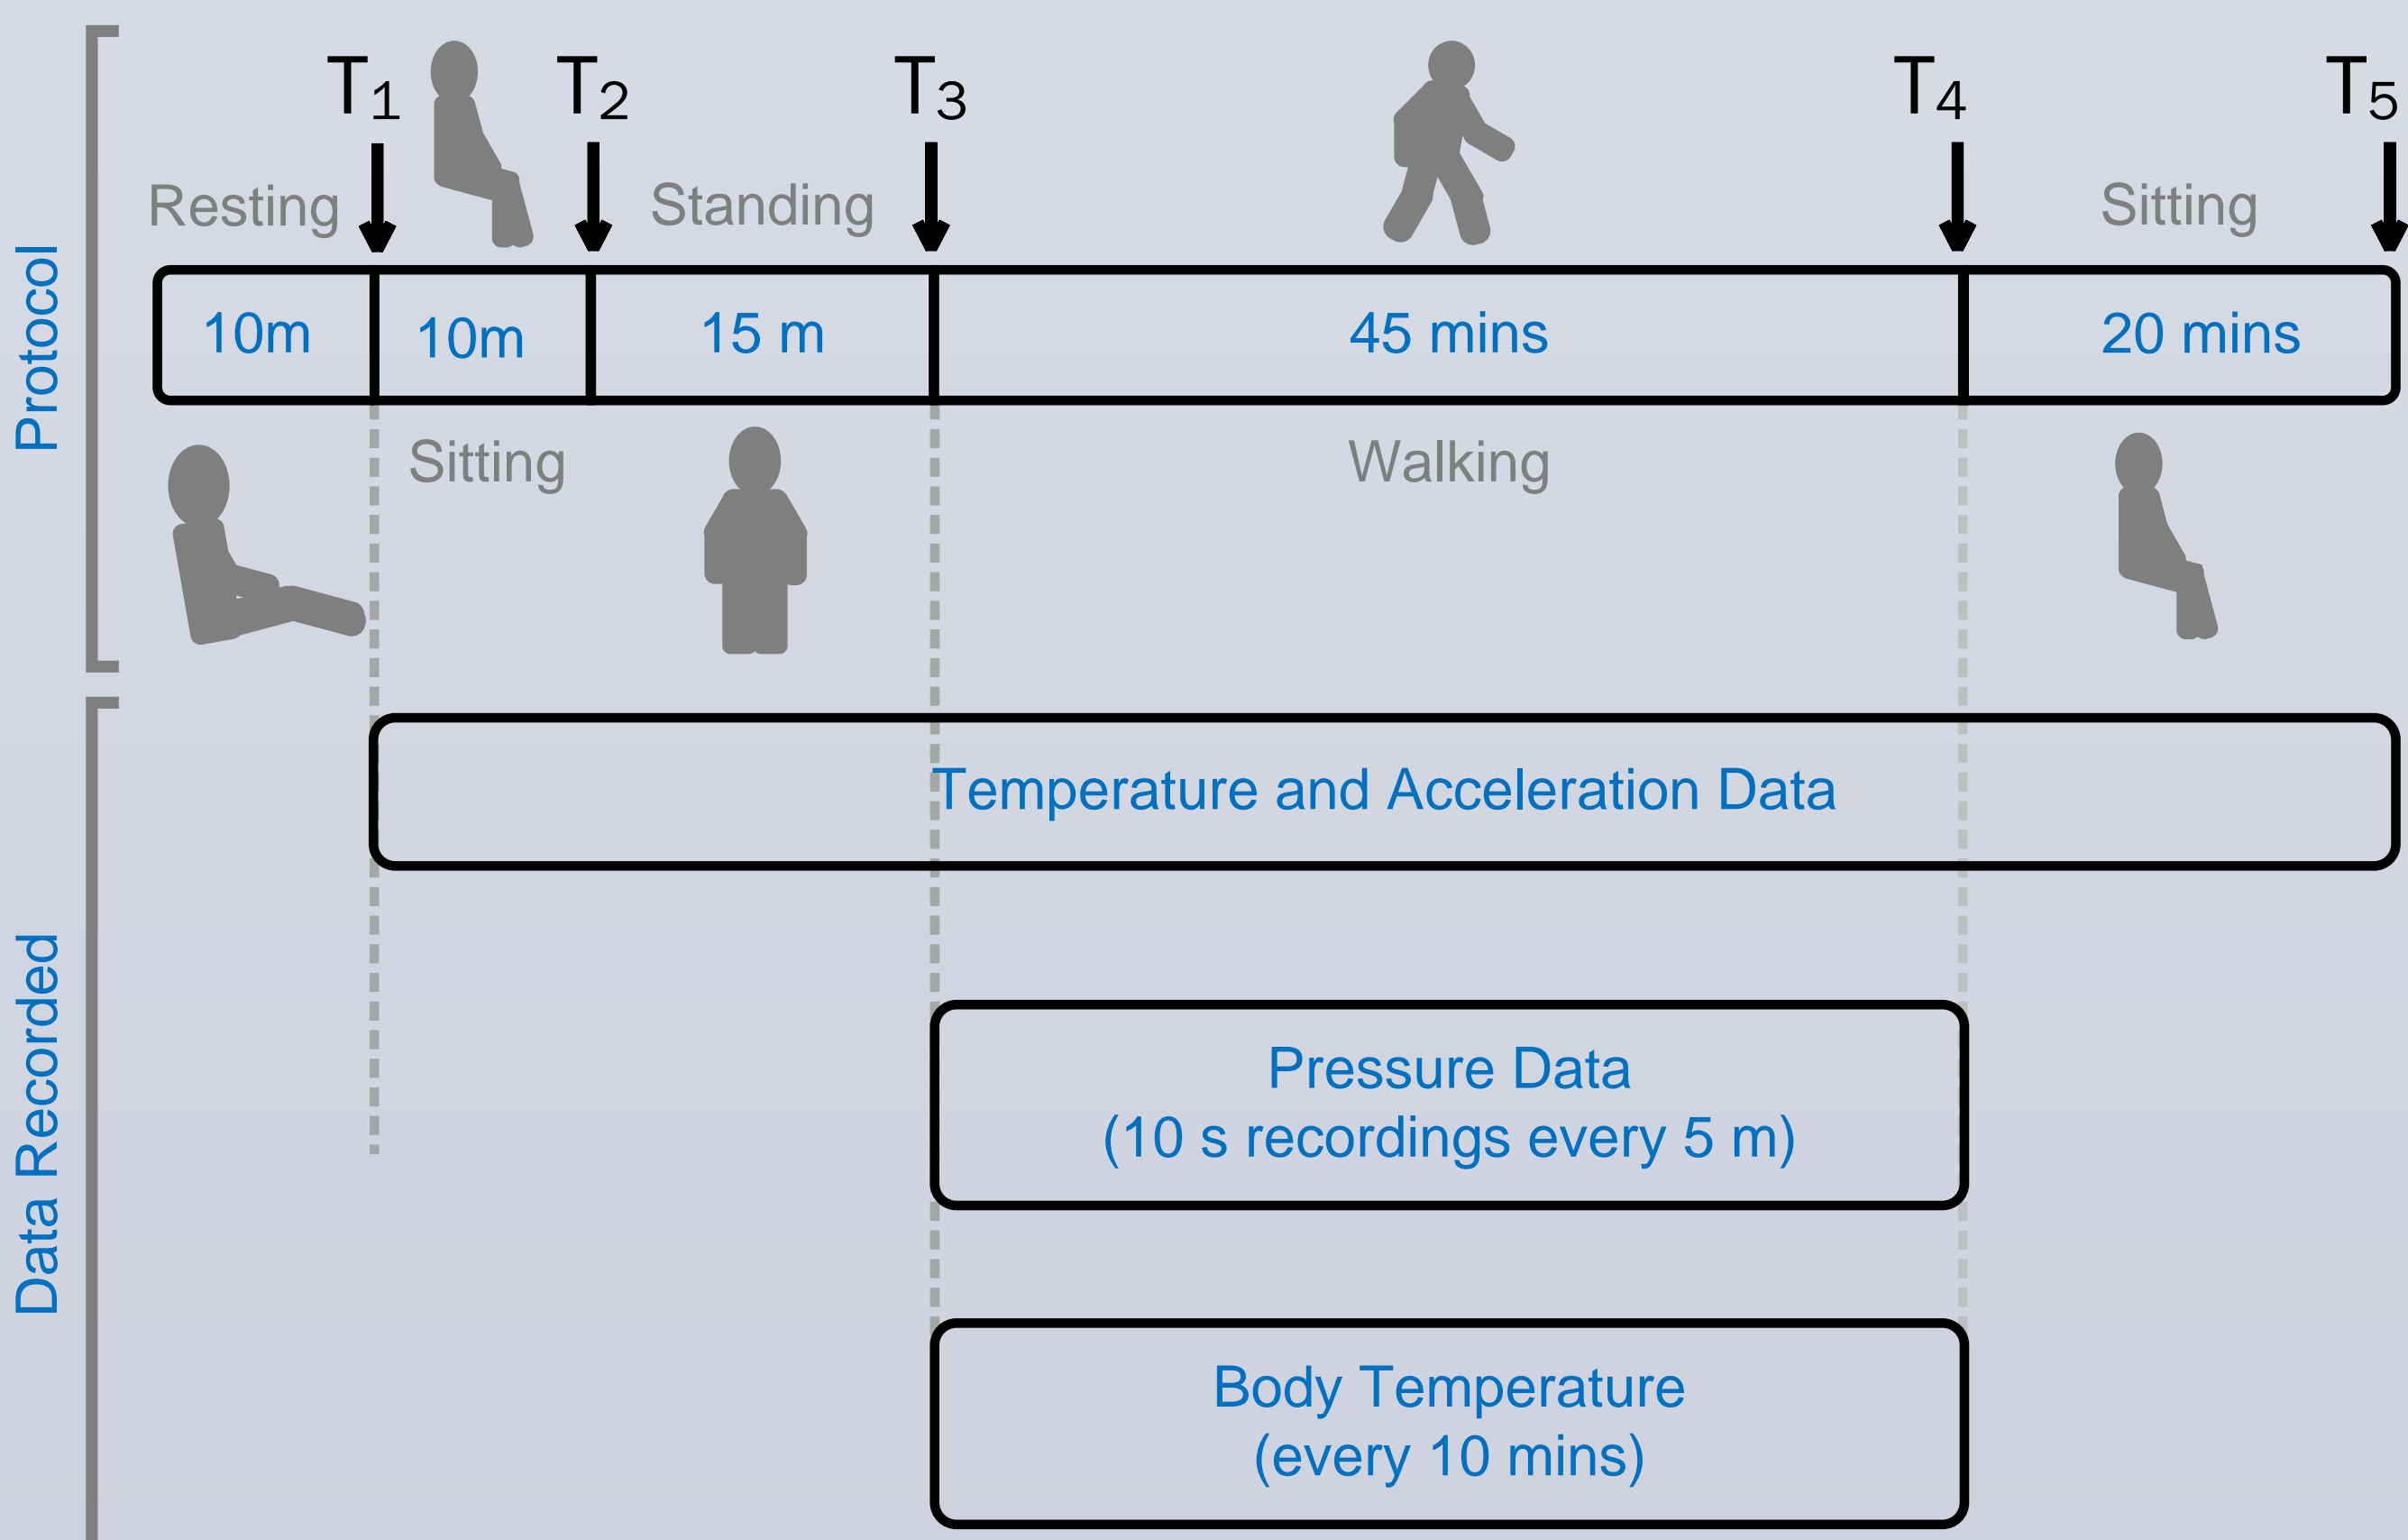 Protocol
T1
T2
T3
T4
T5
Resting
Standing
Sitting
10m
10m
15 m
45 mins
20 mins
Sitting
Walking
Data Recorded
Temperature and Acceleration Data
Pressure Data
(10 s recordings every 5 m)
Body Temperature
(every 10 mins)